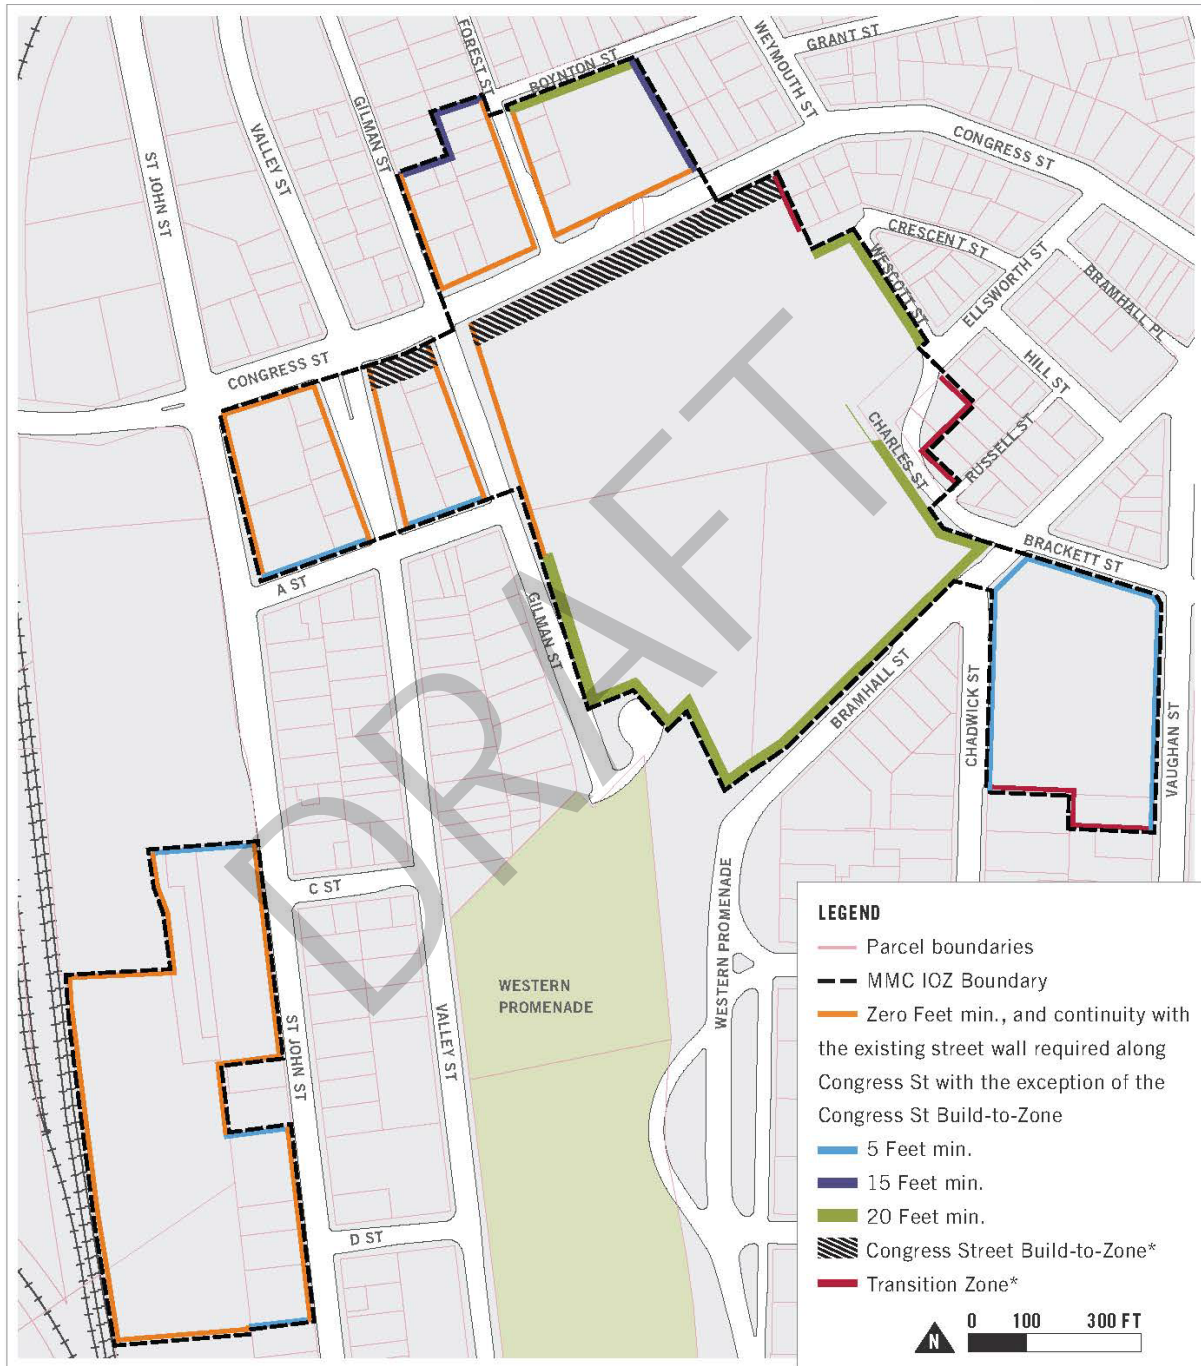 GRANT ST
WEYMOUTH ST
FOREST ST
BOYNTON ST
GILMAN ST
VALLEY ST
ST JOHN ST
CONGRESS ST
CRESCENT ST
WESCOTT ST
ELLSWORTH ST
BRAMHALL PL
HILL ST
CONGRESS ST
CHARLES ST
RUSSELL ST
BRACKETT ST
A ST
GILMAN ST
BRAMHALL ST
CHADWICK ST
VAUGHAN ST
DRAFT
C ST
WESTERN PROMENADE
WESTERN
PROMENADE
ST JOHN ST
VALLEY ST
D ST
LEGEND
Parcel boundaries
MMC IOZ Boundary
Zero Feet min., and continuity with
the existing street wall required along
Congress St with the exception of the
Congress St Build-to-Zone
5 Feet min.
15 Feet min.
20 Feet min.
Congress Street Build-to-Zone*
Transition Zone*
N
0 100 300 FT